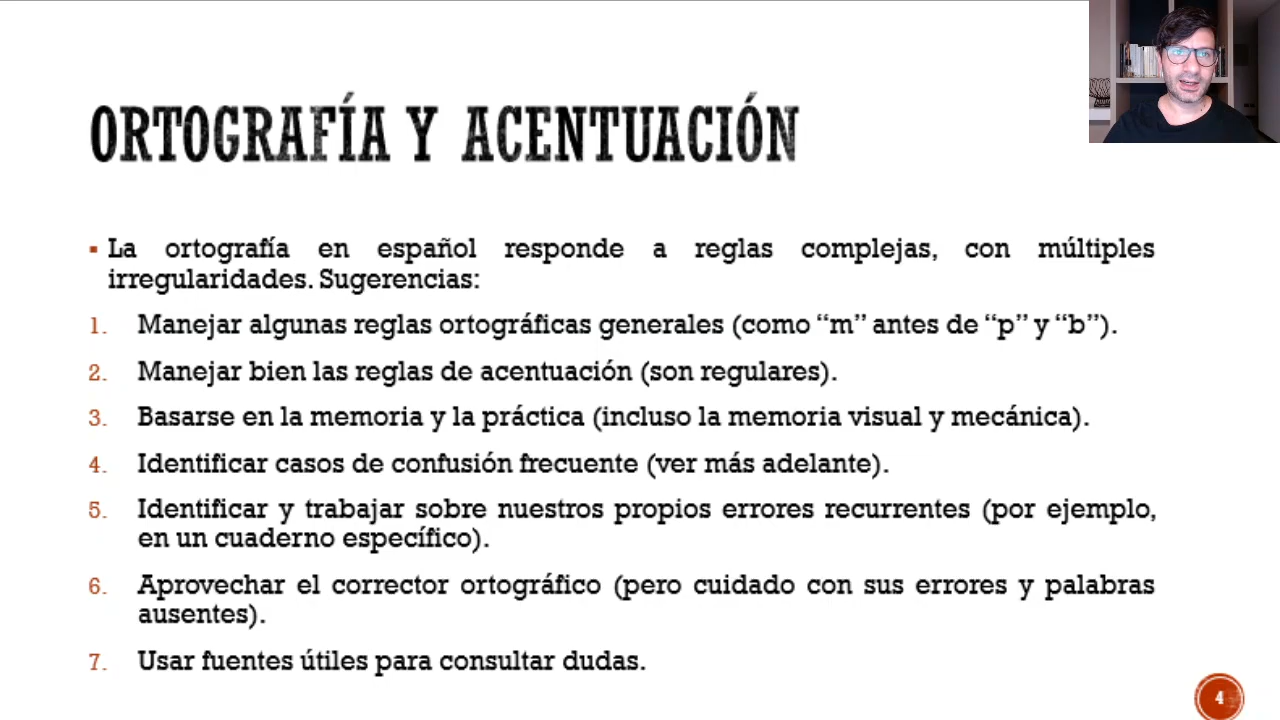 ORTOGRAFÍA Y ACENTUACIÓN
▪ La ortografía en español responde a reglas complejas, con múltiples
irregularidades. Sugerencias:
1. Manejar algunas reglas ortográficas generales (como “m” antes de “p” y “b”).
2. Manejar bien las reglas de acentuación (son regulares).
3. Basarse en la memoria y la práctica (incluso la memoria visual y mecánica).
4. Identificar casos de confusión frecuente (ver más adelante).
5. Identificar y trabajar sobre nuestros propios errores recurrentes (por ejemplo,
en un cuaderno específico).
6. Aprovechar el corrector ortográfico (pero cuidado con sus errores y palabras
ausentes).
7. Usar fuentes útiles para consultar dudas.
4